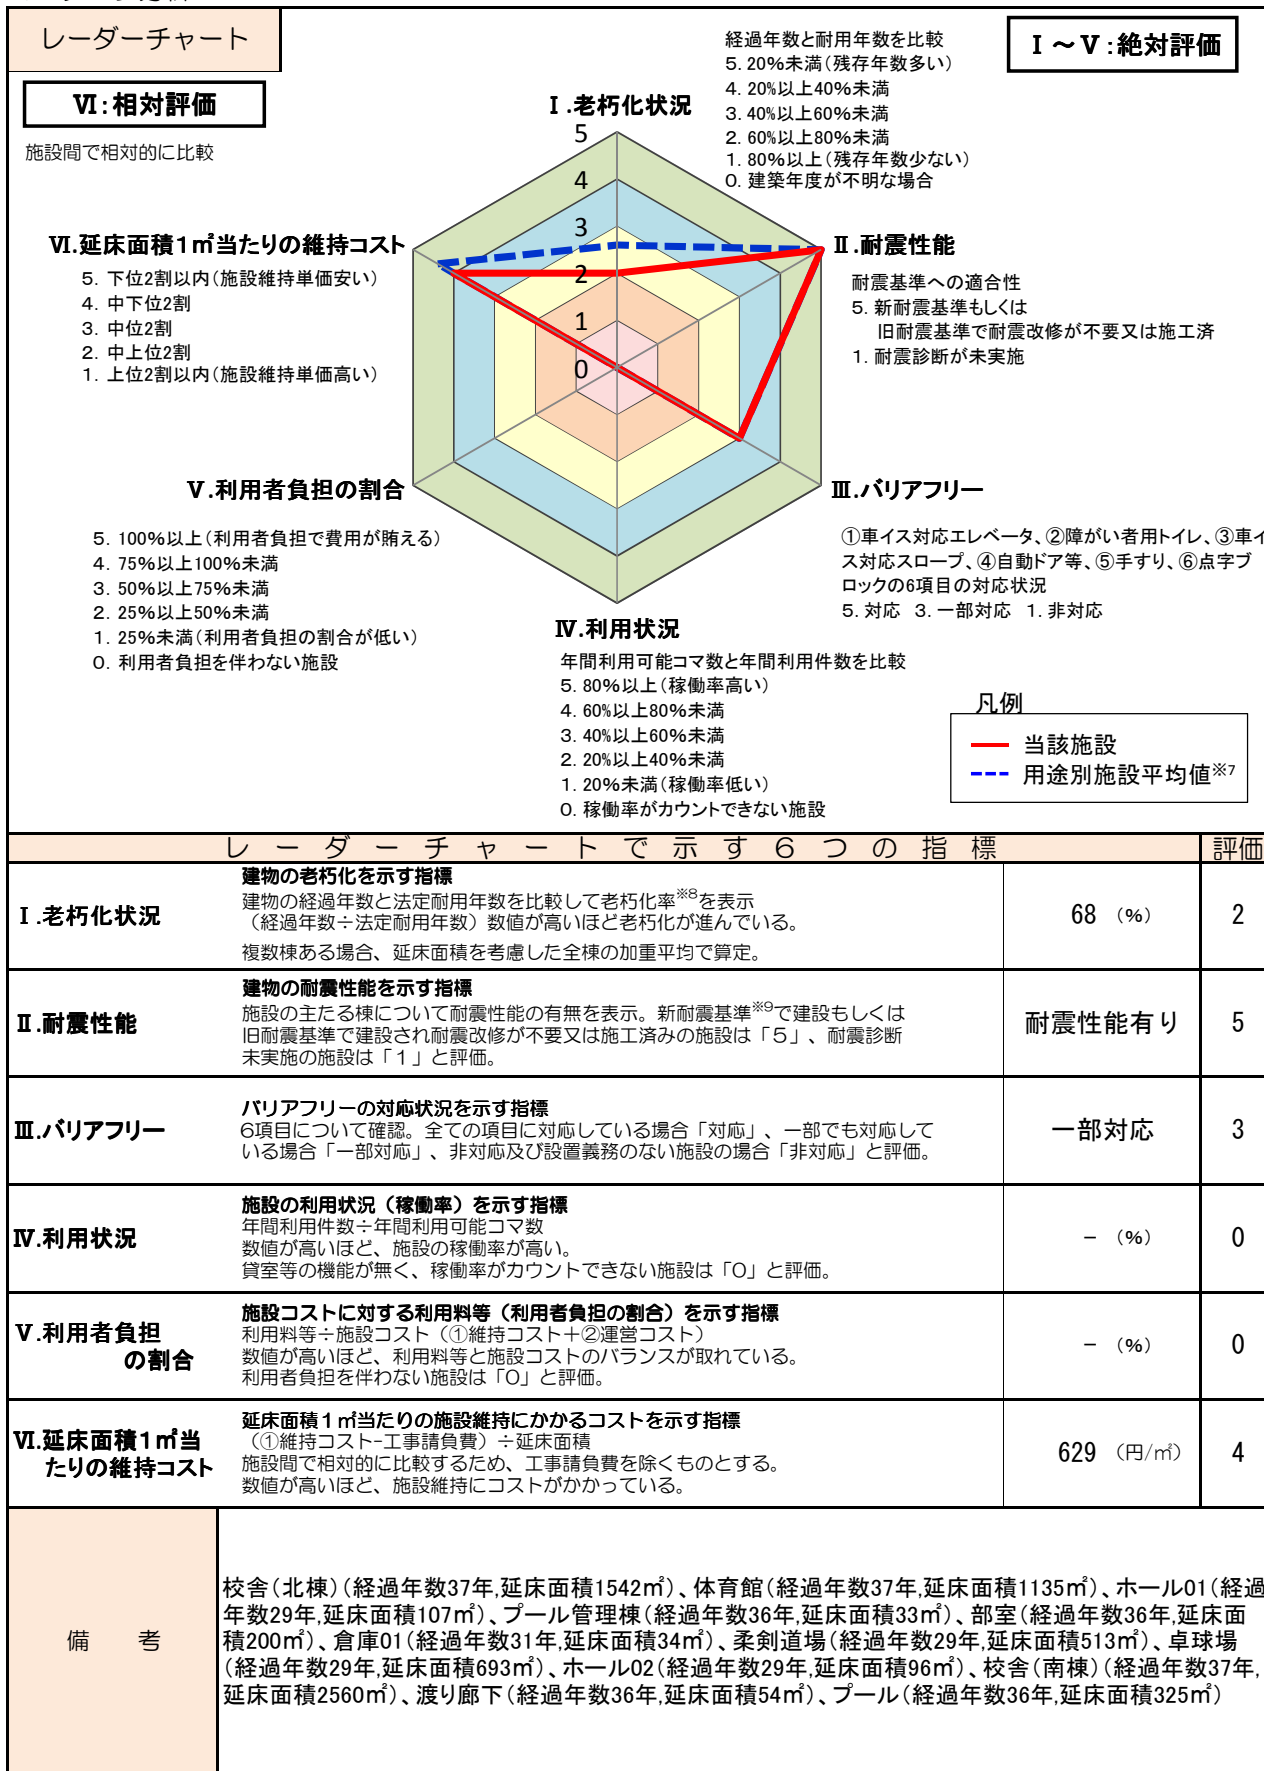 レーダーチャート
Ⅵ：相対評価
施設間で相対的に比較
Ⅰ～Ⅴ：絶対評価
Ⅰ．老朽化状況
経過年数と耐用年数を比較
5．20％未満（残存年数多い）
4．20％以上40％未満
3．40％以上60％未満
2．60％以上80％未満
1．80％以上（残存年数少ない）
0．建築年度が不明な場合
5
4
3
2
1
0
Ⅱ．耐震性能
耐震基準への適合性
5．新耐震基準もしくは
旧耐震基準で耐震改修が不要又は施工済
1．耐震診断が未実施
Ⅵ．延床面積１㎡当たりの維持コスト
5．下位2割以内（施設維持単価安い）
4．中下位2割
3．中位2割
2．中上位2割
1．上位2割以内（施設維持単価高い）
Ⅴ．利用者負担の割合
5．100％以上（利用者負担で費用が賄える）
4．75％以上100％未満
3．50％以上75％未満
2．25％以上50％未満
1．25％未満（利用者負担の割合が低い）
0．利用者負担を伴わない施設
Ⅲ．バリアフリー
①車イス対応エレベータ、②障がい者用トイレ、③車イ
ス対応スロープ、④自動ドア等、⑤手すり、⑥点字ブ
ロックの6項目の対応状況
5．対応 3．一部対応 1．非対応
Ⅳ．利用状況
年間利用可能コマ数と年間利用件数を比較
5．80％以上（稼働率高い）
4．60％以上80％未満
3．40％以上60％未満
2．20％以上40％未満
1．20％未満（稼働率低い）
0．稼働率がカウントできない施設
凡例
当該施設
用途別施設平均値※7
レーダーチャートで示す６つの指標 評価
Ⅰ．老朽化状況
建物の老朽化を示す指標
建物の経過年数と法定耐用年数を比較して老朽化率※8を表示
（経過年数÷法定耐用年数）数値が高いほど老朽化が進んでいる。
複数棟ある場合、延床面積を考慮した全棟の加重平均で算定。
68 （%） 2
Ⅱ．耐震性能
建物の耐震性能を示す指標
施設の主たる棟について耐震性能の有無を表示。新耐震基準※9で建設もしくは
旧耐震基準で建設され耐震改修が不要又は施工済みの施設は「５」、耐震診断
未実施の施設は「１」と評価。
耐震性能有り 5
Ⅲ．バリアフリー
バリアフリーの対応状況を示す指標
6項目について確認。全ての項目に対応している場合「対応」、一部でも対応して
いる場合「一部対応」、非対応及び設置義務のない施設の場合「非対応」と評価。
一部対応 3
Ⅳ．利用状況
施設の利用状況（稼働率）を示す指標
年間利用件数÷年間利用可能コマ数
数値が高いほど、施設の稼働率が高い。
貸室等の機能が無く、稼働率がカウントできない施設は「０」と評価。
－ （%） 0
Ⅴ．利用者負担
の割合
施設コストに対する利用料等（利用者負担の割合）を示す指標
利用料等÷施設コスト（①維持コスト＋②運営コスト）
数値が高いほど、利用料等と施設コストのバランスが取れている。
利用者負担を伴わない施設は「０」と評価。
－ （%） 0
Ⅵ．延床面積１㎡当
たりの維持コスト
延床面積１㎡当たりの施設維持にかかるコストを示す指標
（①維持コスト-工事請負費）÷延床面積
施設間で相対的に比較するため、工事請負費を除くものとする。
数値が高いほど、施設維持にコストがかかっている。
629 （円/㎡） 4
備 考
校舎（北棟）（経過年数37年，延床面積1542㎡）、体育館（経過年数37年，延床面積1135㎡）、ホール01（経過
年数29年，延床面積107㎡）、プール管理棟（経過年数36年，延床面積33㎡）、部室（経過年数36年，延床面
積200㎡）、倉庫01（経過年数31年，延床面積34㎡）、柔剣道場（経過年数29年，延床面積513㎡）、卓球場
（経過年数29年，延床面積693㎡）、ホール02（経過年数29年，延床面積96㎡）、校舎（南棟）（経過年数37年，
延床面積2560㎡）、渡り廊下（経過年数36年，延床面積54㎡）、プール（経過年数36年，延床面積325㎡）